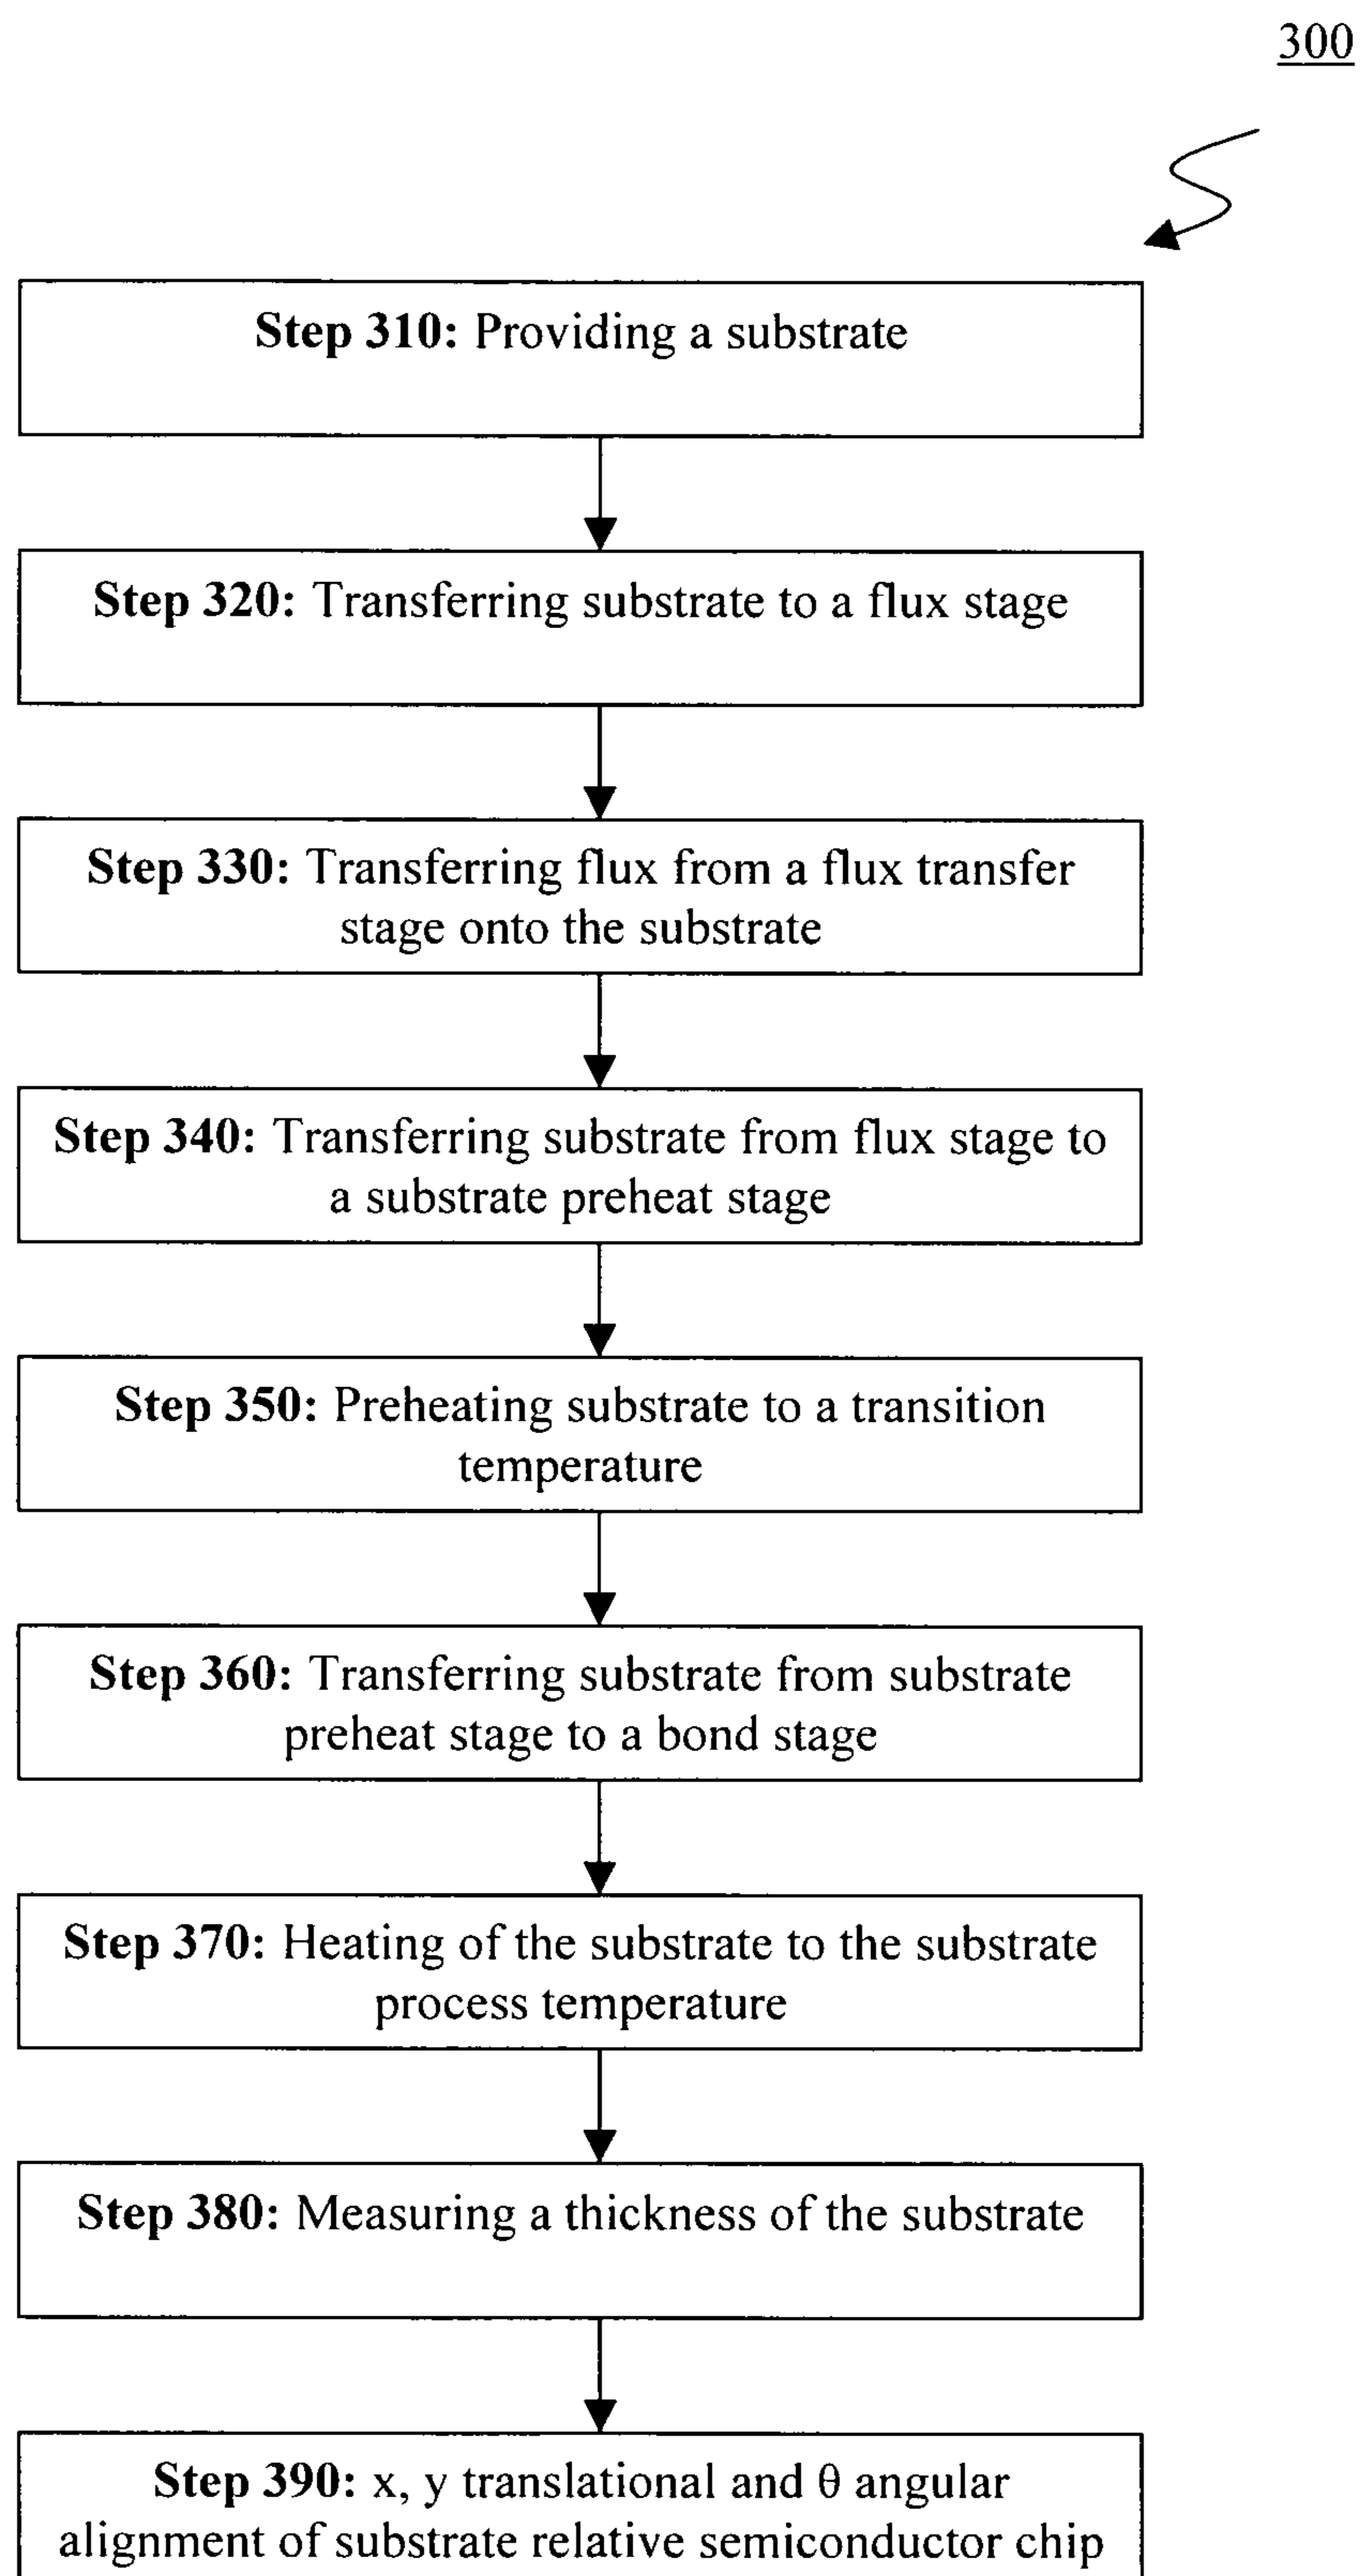 300
Step 310: Providing a substrate
Step 320: Transferring substrate to a flux stage
Step 330: Transferring flux from a flux transfer
stage onto the substrate
Step 340: Transferring substrate from flux stage to
a substrate preheat stage
Step 350: Preheating substrate to a transition
temperature
Step 360: Transferring substrate from substrate
preheat stage to a bond stage
Step 370: Heating of the substrate to the substrate
process temperature
Step 380: Measuring a thickness of the substrate
Step 390: x, y translational and θ angular
alignment of substrate relative semiconductor chip